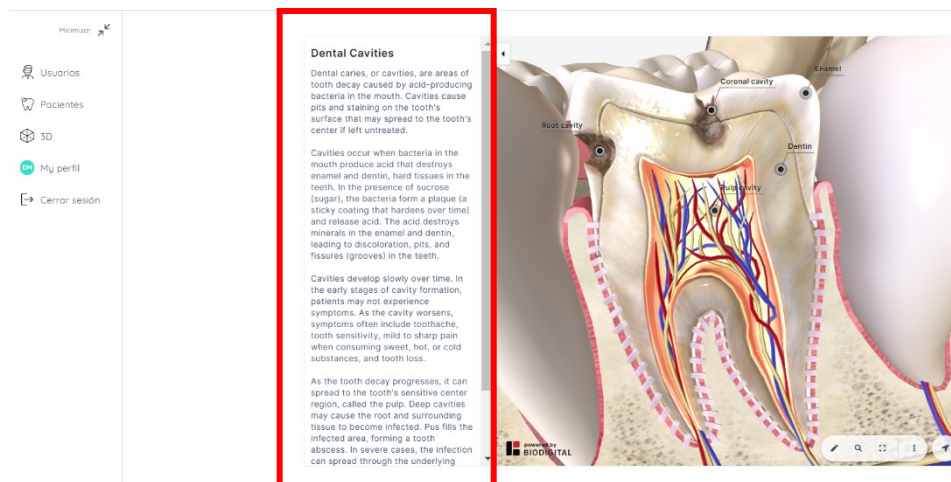 Minimizar
Usuarios
Pacientes
3D
DM My perfil
Cerrar sesión
Dental Cavities
Dental caries, or cavities, are areas of
tooth decay caused by acid-producing
bacteria in the mouth. Cavities cause
pits and staining on the tooth's
surface that may spread to the tooth's
center if left untreated.
Cavities occur when bacteria in the
mouth produce acid that destroys
enamel and dentin, hard tissues in the
teeth. In the presence of sucrose
(sugar), the bacteria form a plaque (a
sticky coating that hardens over time)
and release acid. The acid destroys
minerals in the enamel and dentin,
leading to discoloration, pits, and
fissures (grooves) in the teeth.
Cavities develop slowly over time. In
the early stages of cavity formation,
patients may not experience
symptoms. As the cavity worsens,
symptoms often include toothache,
tooth sensitivity, mild to sharp pain
when consuming sweet, hot, or cold
substances, and tooth loss.
As the tooth decay progresses, it can
spread to the tooth's sensitive center
region, called the pulp. Deep cavities
may cause the root and surrounding
tissue to become infected. Pus fills the
infected area, forming a tooth
abscess. In severe cases, the infection
can spread through the underlying
Enamel
Coronal cavity
Root cavity
Dentin
Pulp cavity
powered by
BIODIGITAL